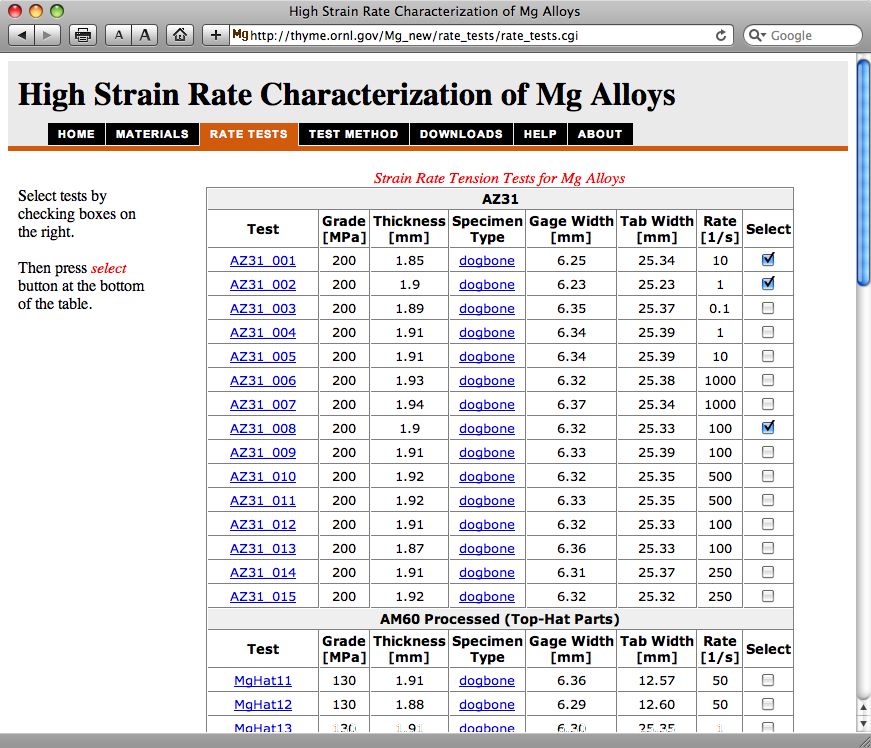 High Strain Rate Characterization of Mg Alloys
A A + Mg http://thyme.ornl.gov/Mg_new/rate_tests/rate_tests.cgi Google
High Strain Rate Characterization of Mg Alloys
HOME MATERIALS RATE TESTS TEST METHOD DOWNLOADS HELP ABOUT
Select tests by
checking boxes on
the right.
Then press select
button at the bottom
of the table.
Strain Rate Tension Tests for Mg Alloys
AZ31
Test Grade [MPa] Thickness [mm] Specimen Type Gage Width [mm] Tab Width [mm] Rate [1/s] Select
AZ31_001 200 1.85 dogbone 6.25 25.34 10
AZ31_002 200 1.9 dogbone 6.23 25.23 1
AZ31_003 200 1.89 dogbone 6.35 25.37 0.1
AZ31_004 200 1.91 dogbone 6.34 25.39 1
AZ31_005 200 1.91 dogbone 6.34 25.39 10
AZ31_006 200 1.93 dogbone 6.32 25.38 1000
AZ31_007 200 1.94 dogbone 6.37 25.34 1000
AZ31_008 200 1.9 dogbone 6.32 25.33 100
AZ31_009 200 1.91 dogbone 6.33 25.39 100
AZ31_010 200 1.92 dogbone 6.32 25.35 500
AZ31_011 200 1.92 dogbone 6.33 25.35 500
AZ31_012 200 1.91 dogbone 6.32 25.33 100
AZ31_013 200 1.87 dogbone 6.36 25.33 100
AZ31_014 200 1.91 dogbone 6.31 25.37 250
AZ31_015 200 1.92 dogbone 6.32 25.32 250
AM60 Processed (Top-Hat Parts)
Test Grade [MPa] Thickness [mm] Specimen Type Gage Width [mm] Tab Width [mm] Rate [1/s] Select
MgHat11 130 1.91 dogbone 6.36 12.57 50
MgHat12 130 1.88 dogbone 6.29 12.60 50
MgHat13 130 1.91 dogbone 6.30 25.35 1